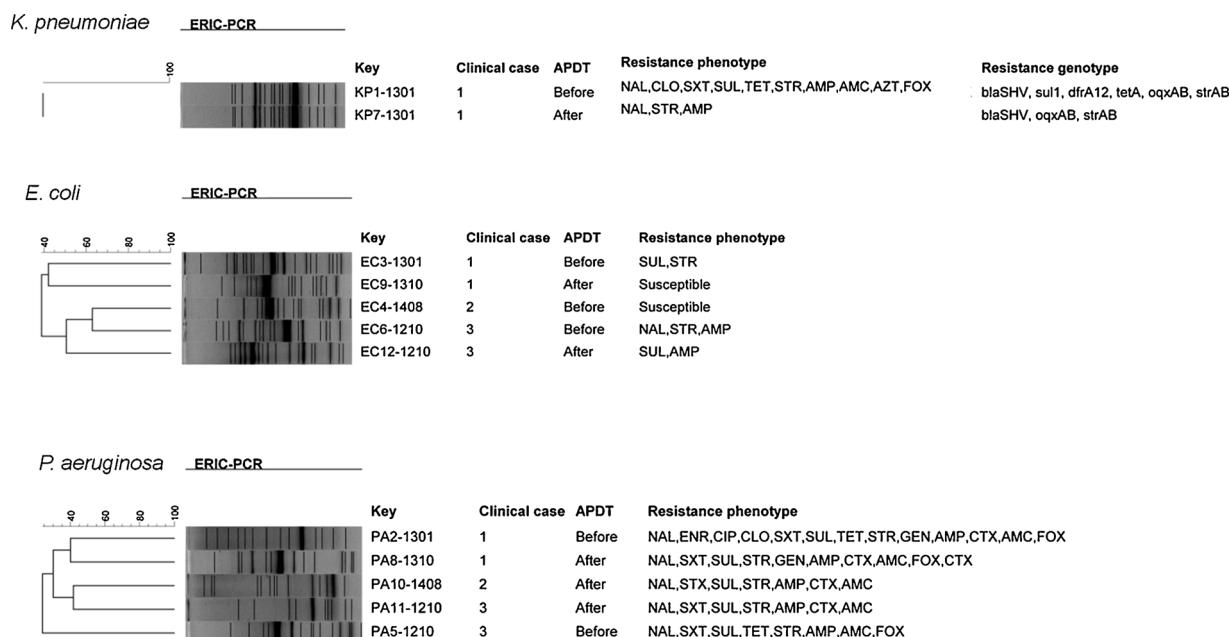 K. pneumoniae
ERIC-PCR
100
Key Clinical case APDT Resistance phenotype Resistance genotype
KP1-1301 1 Before NAL,CLO,SXT,SUL,TET,STR,AMP,AMC,AZT,FOX blaSHV, sul1, dfrA12, tetA, oqxAB, strAB
KP7-1301 1 After NAL,STR,AMP blaSHV, oqxAB, strAB
E. coli
ERIC-PCR
40 60 80 100
Key Clinical case APDT Resistance phenotype
EC3-1301 1 Before SUL,STR
EC9-1310 1 After Susceptible
EC4-1408 2 Before Susceptible
EC6-1210 3 Before NAL,STR,AMP
EC12-1210 3 After SUL,AMP
P. aeruginosa
ERIC-PCR
40 60 80 100
Key Clinical case APDT Resistance phenotype
PA2-1301 1 Before NAL,ENR,CIP,CLO,SXT,SUL,TET,STR,GEN,AMP,CTX,AMC,FOX
PA8-1310 1 After NAL,SXT,SUL,STR,GEN,AMP,CTX,AMC,FOX,CTX
PA10-1408 2 After NAL,STX,SUL,STR,AMP,CTX,AMC
PA11-1210 3 After NAL,SXT,SUL,STR,AMP,CTX,AMC
PA5-1210 3 Before NAL,SXT,SUL,TET,STR,AMP,AMC,FOX